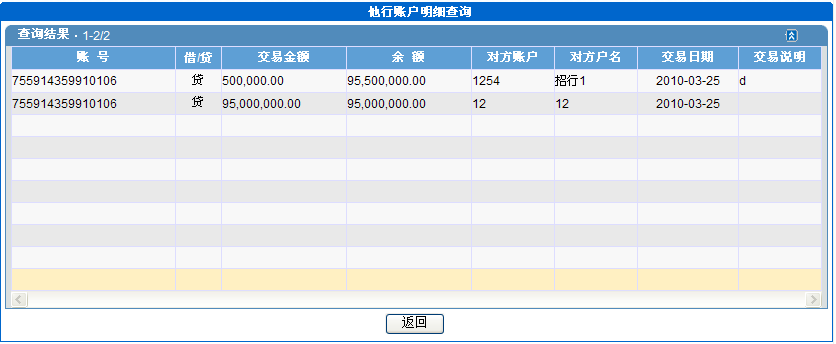 他行账户明细查询
查询结果 · 1-2/2
账 号 借/贷 交易金额 余 额 对方账户 对方户名 交易日期 交易说明
755914359910106 贷 500,000.00 95,500,000.00 1254 招行1 2010-03-25 d
755914359910106 贷 95,000,000.00 95,000,000.00 12 12 2010-03-25
返回